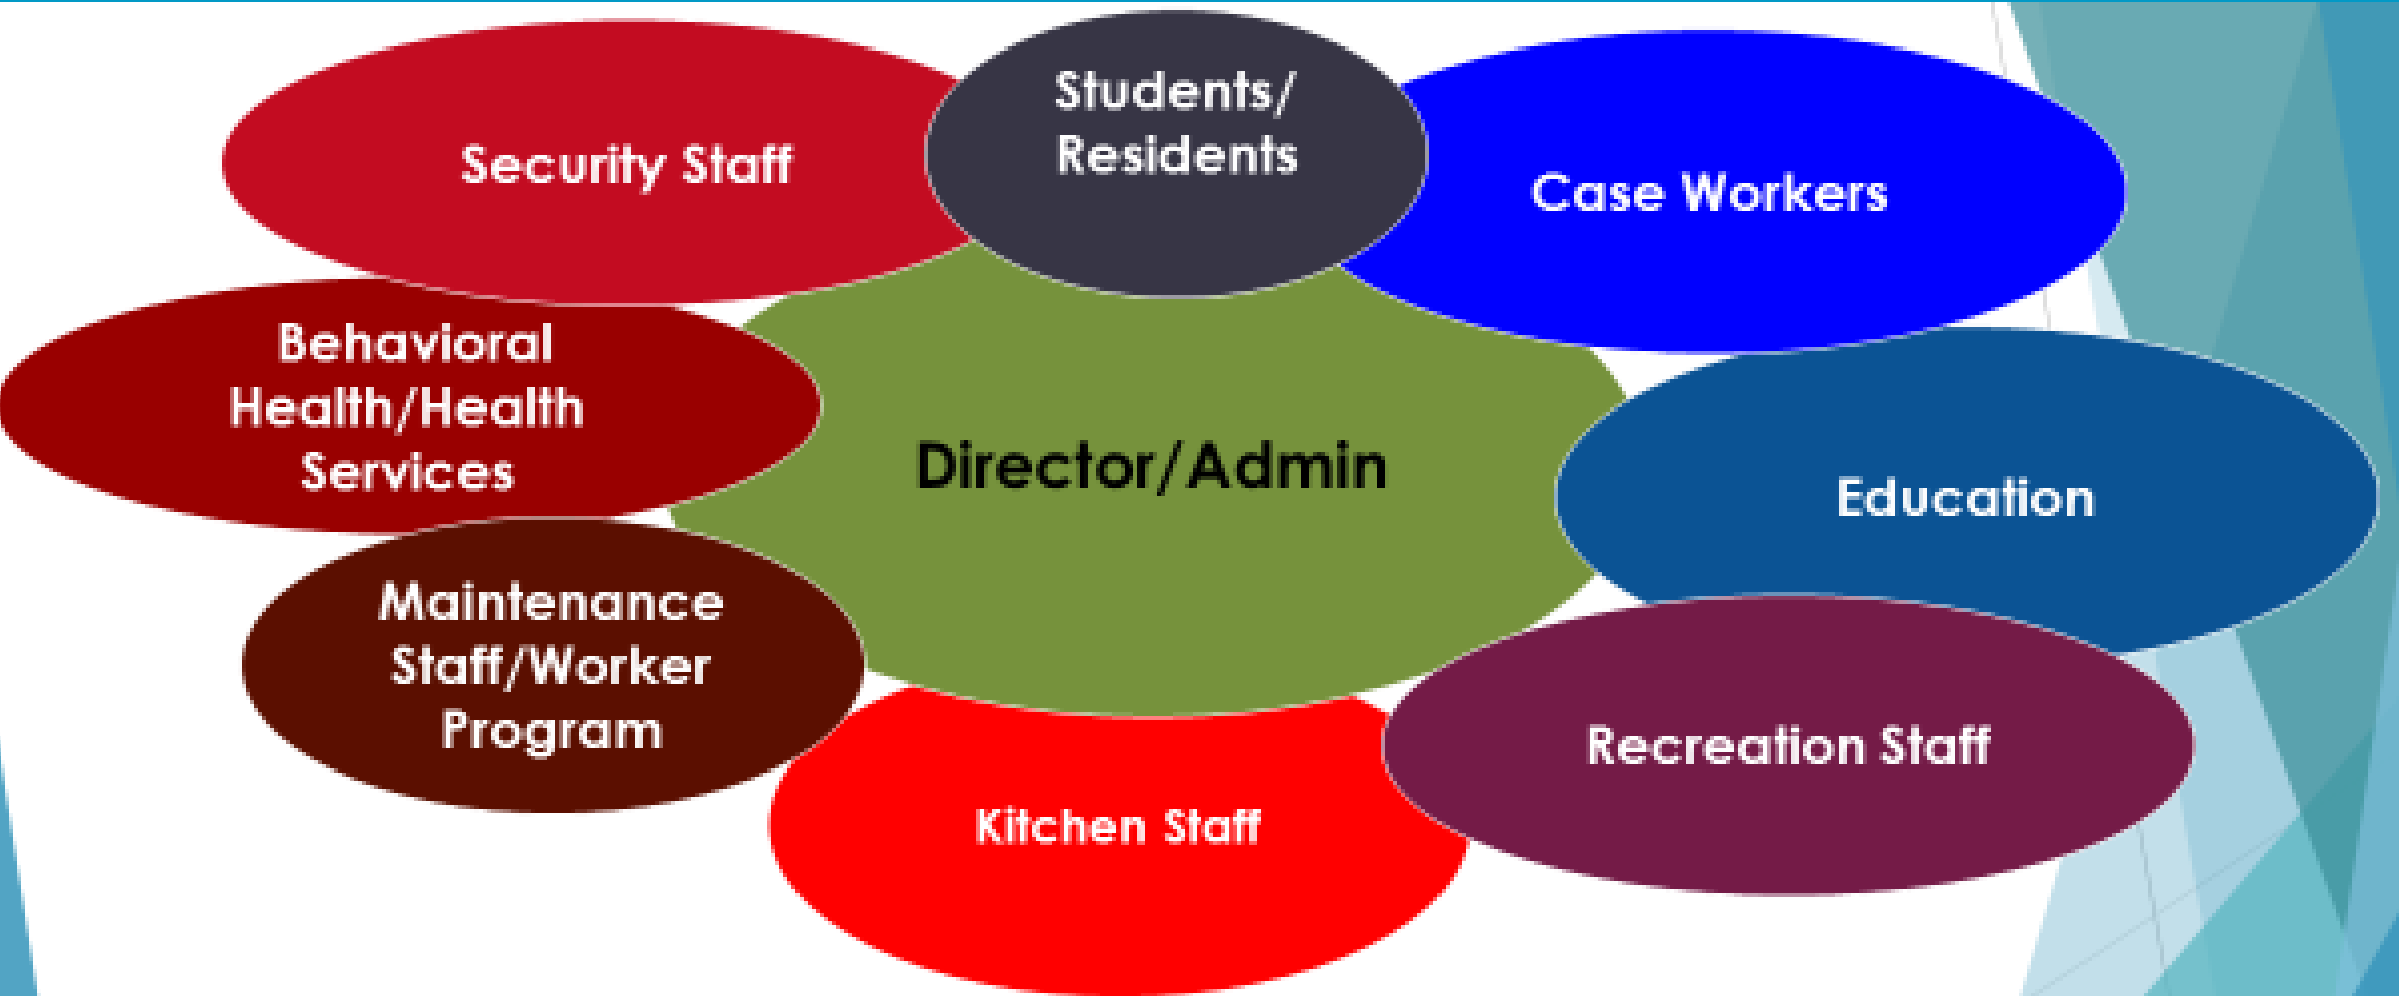 Students/
Residents
Security Staff
Case Workers
Behavioral
Health/Health
Services
Director/Admin
Education
Maintenance
Staff/Worker
Program
Recreation Staff
Kitchen Staff